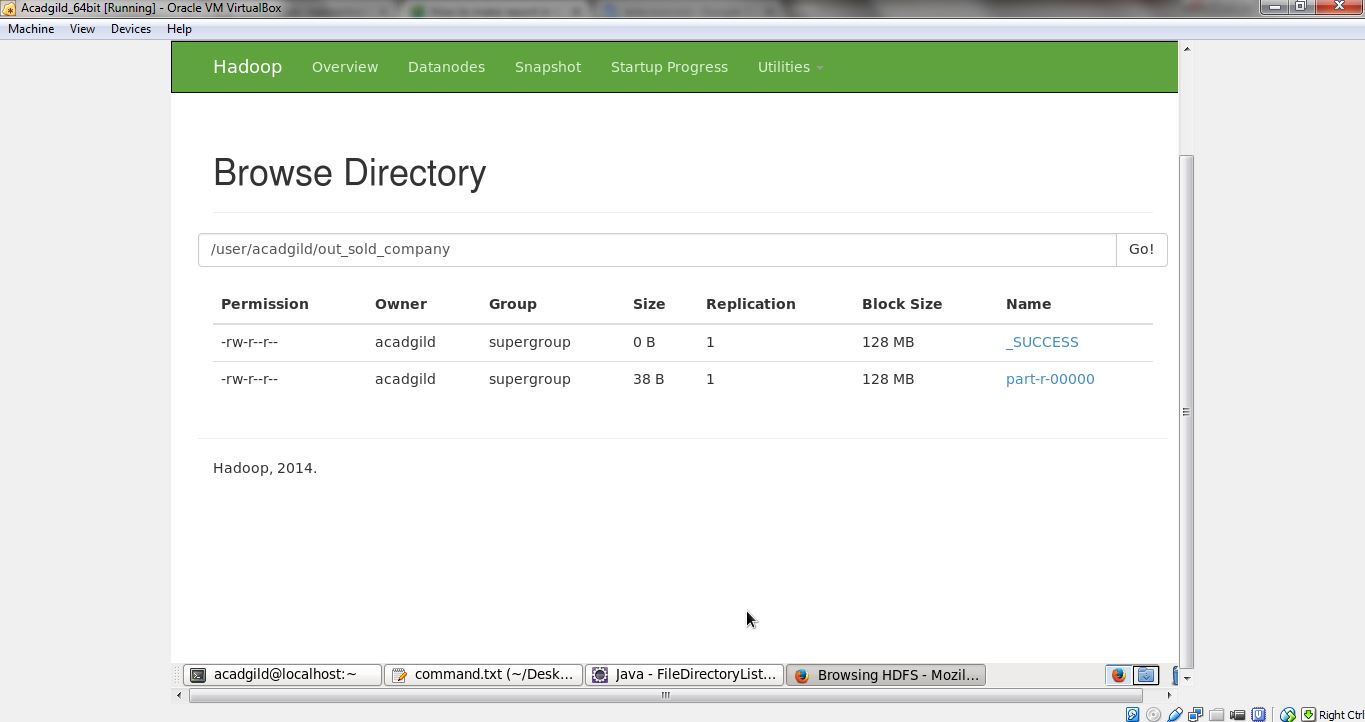 Acadgild_64bit [Running] - Oracle VM VirtualBox
Machine View Devices Help
Hadoop Overview Datanodes Snapshot Startup Progress Utilities
Browse Directory
/user/acadgild/out_sold_company Go!
Permission Owner Group Size Replication Block Size Name
-rw-r--r-- acadgild supergroup 0 B 1 128 MB _SUCCESS
-rw-r--r-- acadgild supergroup 38 B 1 128 MB part-r-00000
Hadoop, 2014.
acadgild@localhost:~ command.txt (~/Desk... Java - FileDirectoryList... Browsing HDFS - Mozil...
Right Ctrl